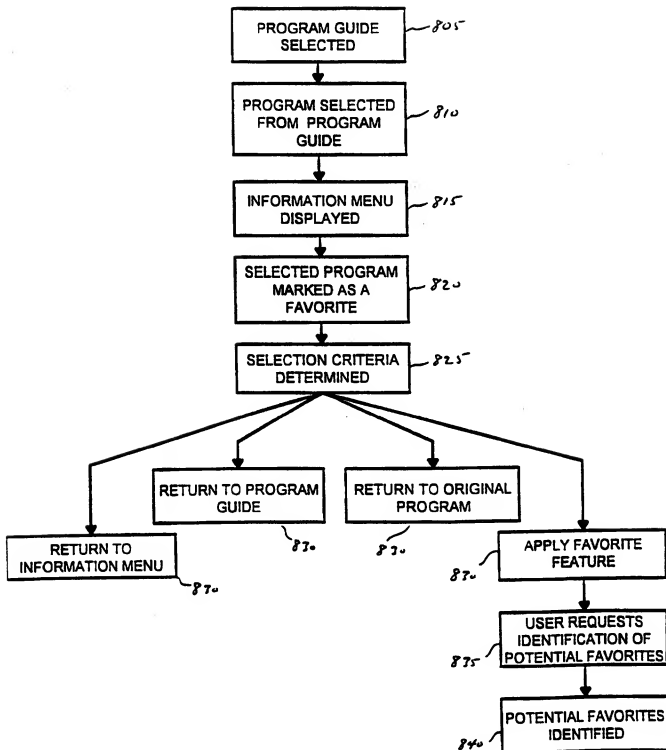 PROGRAM GUIDE
SELECTED
805
PROGRAM SELECTED
FROM PROGRAM
GUIDE
810
INFORMATION MENU
DISPLAYED
815
SELECTED PROGRAM
MARKED AS A
FAVORITE
820
SELECTION CRITERIA
DETERMINED
825
RETURN TO
INFORMATION MENU
830
RETURN TO PROGRAM
GUIDE
830
RETURN TO ORIGINAL
PROGRAM
830
APPLY FAVORITE
FEATURE
830
USER REQUESTS
IDENTIFICATION OF
POTENTIAL FAVORITES
835
POTENTIAL FAVORITES
IDENTIFIED
840